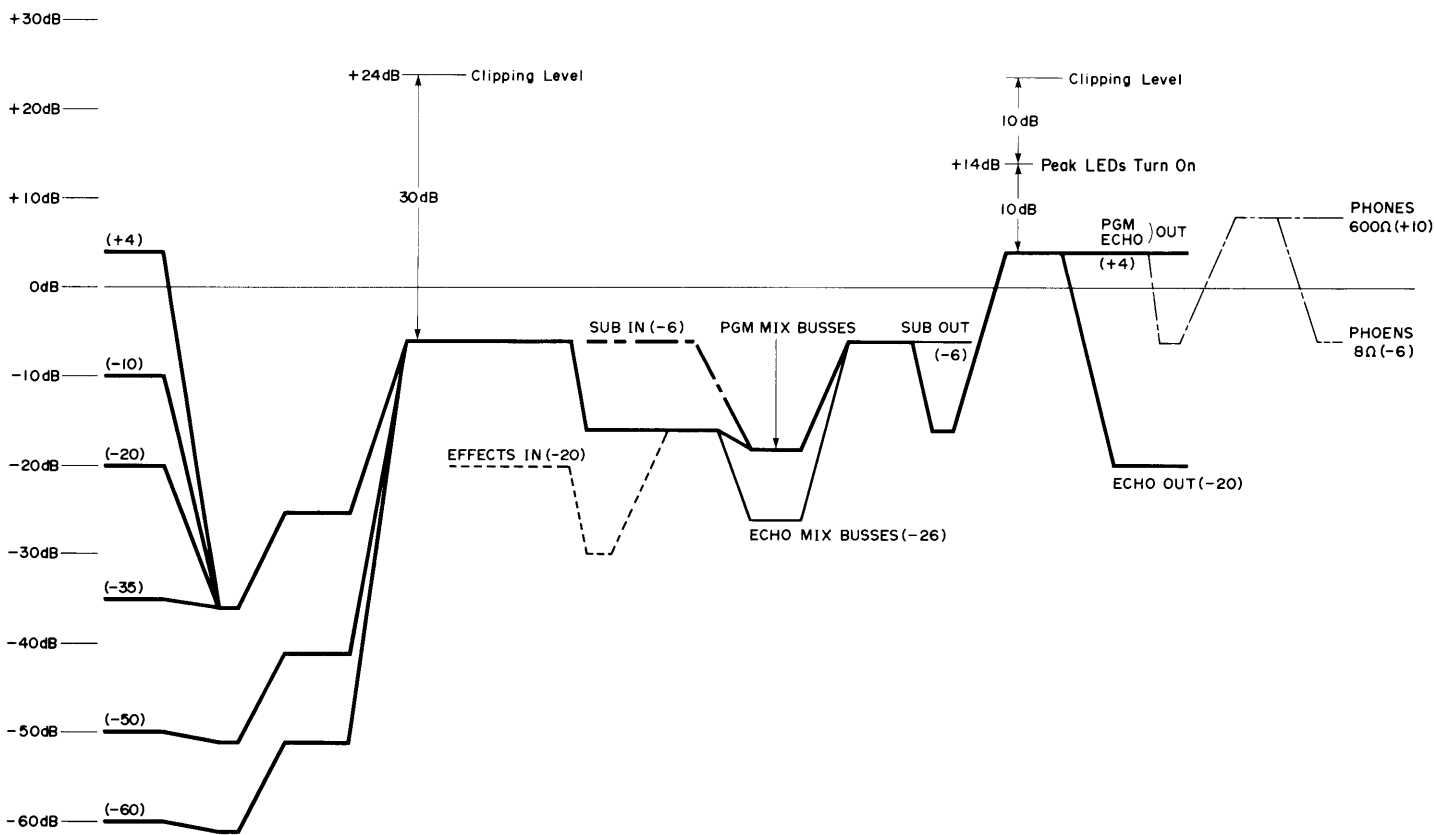 +30dB
+24dB
Clipping Level
Clipping Level
+20dB
10dB
+14dB
Peak LEDs Turn On
+10dB
30dB
10dB
PHONES
600Ω(+10)
(+4)
PGM
ECHO ) OUT
(+4)
0dB
SUB IN (-6)
PGM MIX BUSSES
SUB OUT
(-6)
PHOENS
8Ω(-6)
-10dB
(-10)
-20dB
(-20)
EFFECTS IN (-20)
ECHO OUT (-20)
ECHO MIX BUSSES (-26)
-30dB
(-35)
-40dB
-50dB
(-50)
-60dB
(-60)